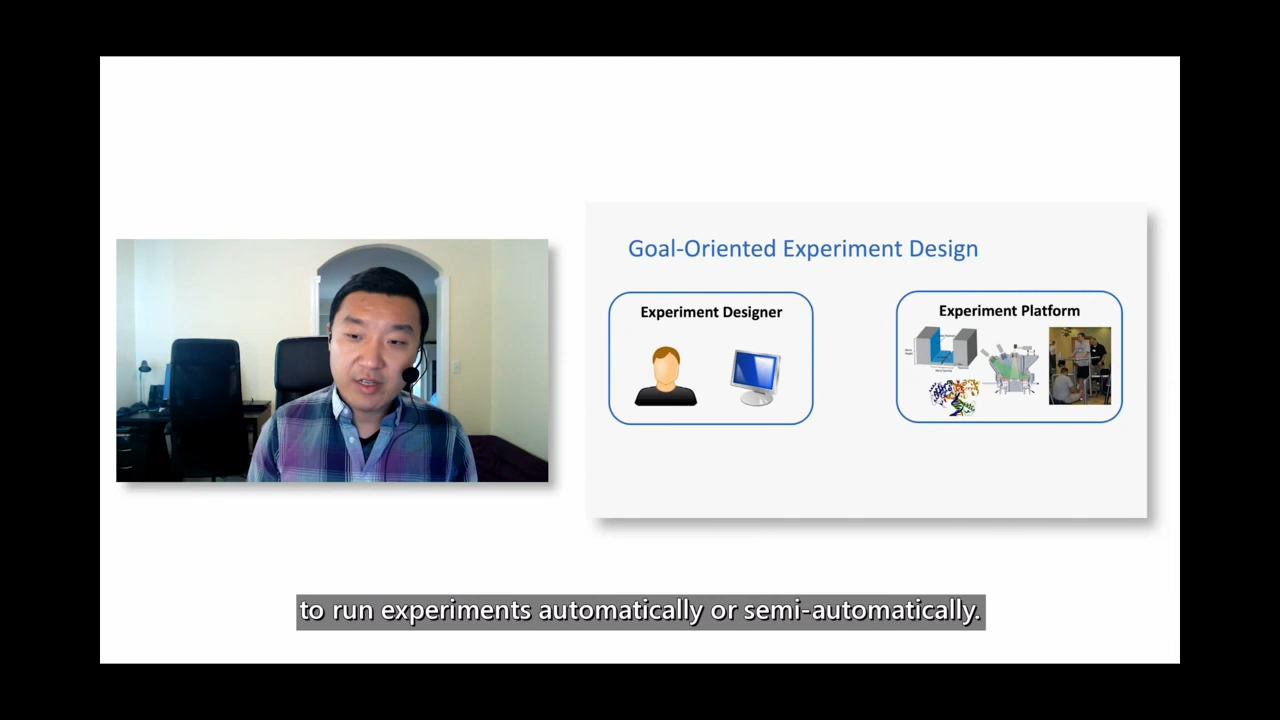 Goal-Oriented Experiment Design
Experiment Designer
Experiment Platform
to run experiments automatically or semi-automatically.